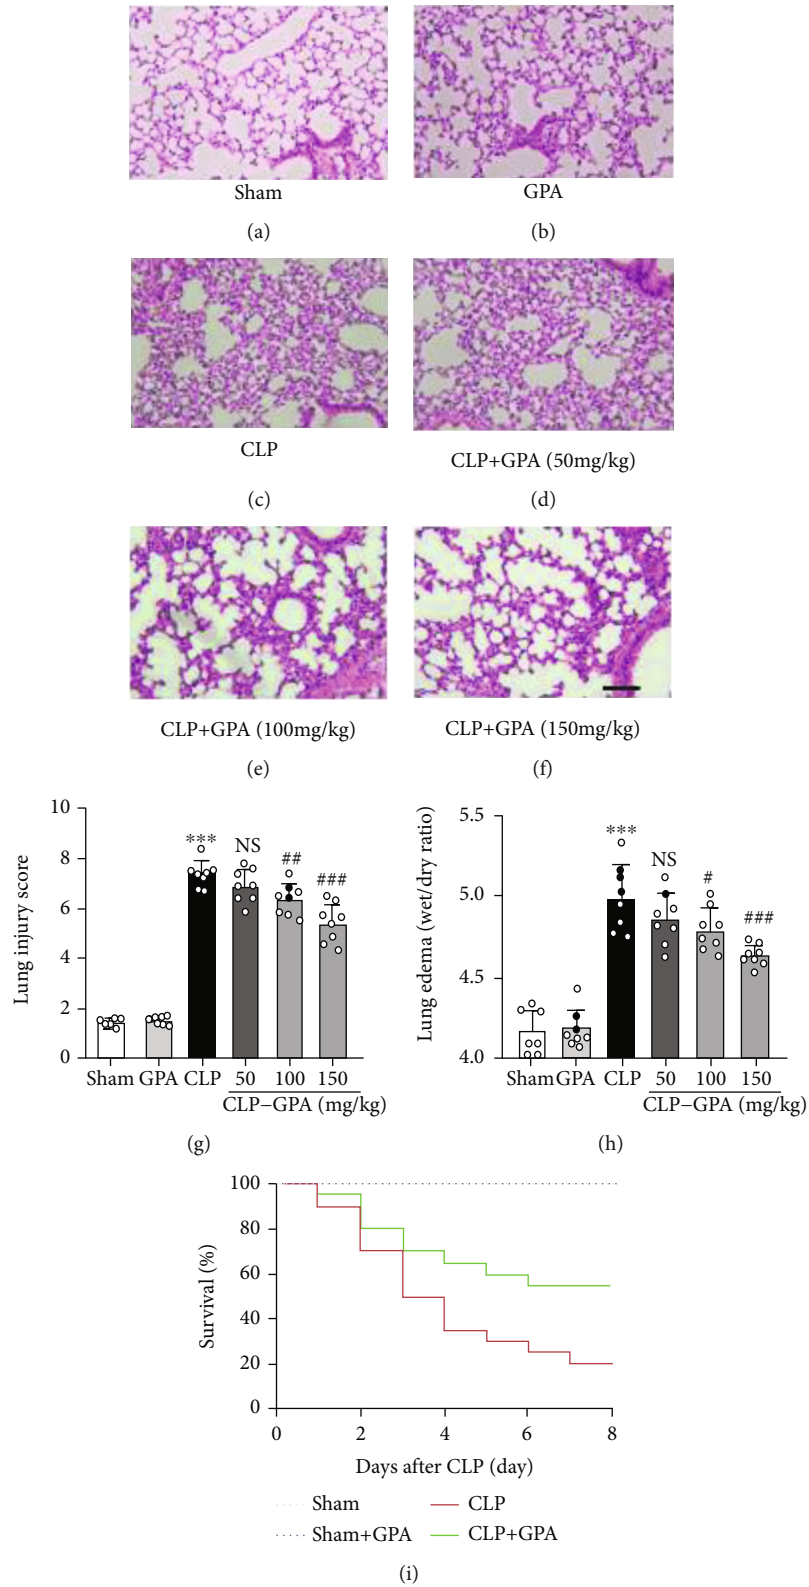 Sham
GPA
(a)
(b)
CLP
CLP+GPA (50mg/kg)
(c)
(d)
CLP+GPA (100mg/kg)
CLP+GPA (150mg/kg)
(e)
(f)
Lung injury score
10
8
6
4
2
0
***
NS
##
###
Sham GPA CLP 50 100 150
CLP−GPA (mg/kg)
(g)
Lung edema (wet/dry ratio)
5.5
5.0
4.5
4.0
***
NS
#
###
Sham GPA CLP 50 100 150
CLP−GPA (mg/kg)
(h)
Survival (%)
100
80
60
40
20
0
0 2 4 6 8
Days after CLP (day)
Sham CLP
Sham+GPA CLP+GPA
(i)